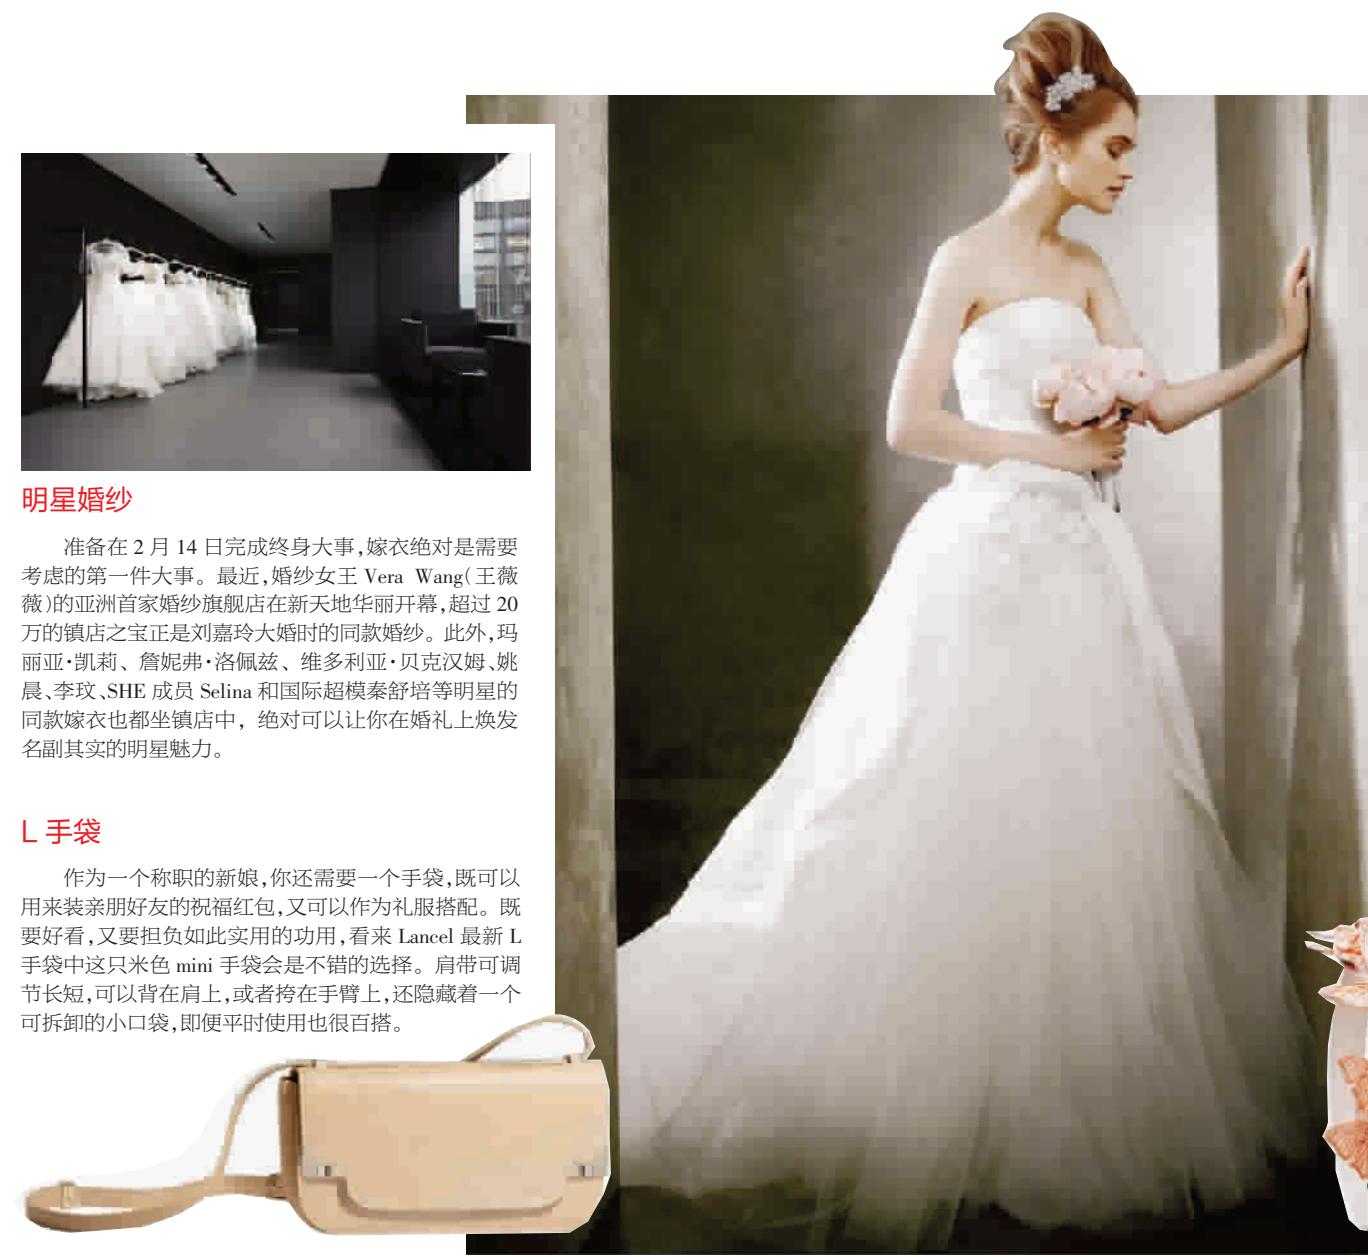 明星婚纱
准备在 2 月 14 日完成终身大事,嫁衣绝对是需要
考虑的第一件大事。最近,婚纱女王 Vera Wang(王薇
薇)的亚洲首家婚纱旗舰店在新天地华丽开幕,超过 20
万的镇店之宝正是刘嘉玲大婚时的同款婚纱。此外,玛
丽亚·凯莉、詹妮弗·洛佩兹、维多利亚·贝克汉姆、姚
晨、李玟、SHE 成员 Selina 和国际超模秦舒培等明星的
同款嫁衣也都坐镇店中，绝对可以让你在婚礼上焕发
名副其实的明星魅力。
L 手袋
作为一个称职的新娘,你还需要一个手袋,既可以
用来装亲朋好友的祝福红包,又可以作为礼服搭配。既
要好看,又要担负如此实用的功用,看来 Lancel 最新 L
手袋中这只米色 mini 手袋会是不错的选择。肩带可调
节长短,可以背在肩上,或者挎在手臂上,还隐藏着一个
可拆卸的小口袋,即便平时使用也很百搭。